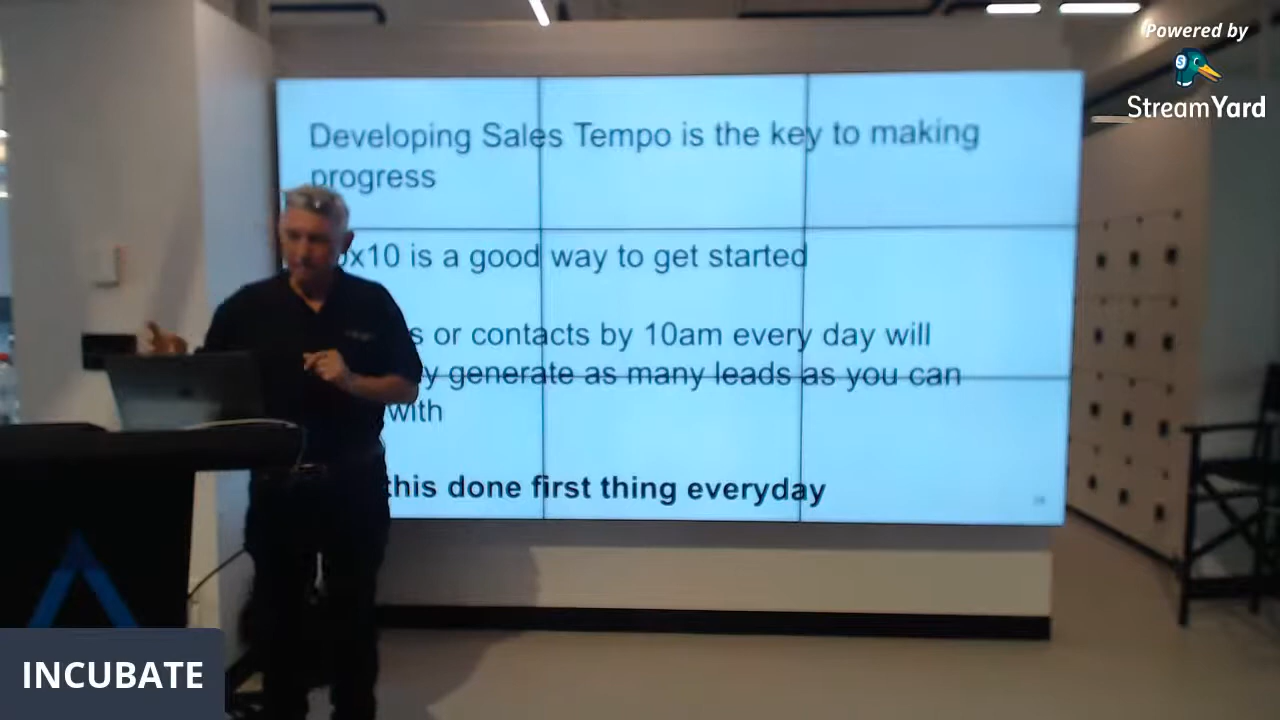 Powered by
StreamYard
Developing Sales Tempo is the key to making
progress
x10 is a good way to get started
or contacts by 10am every day will
generate as many leads as you can
with
this done first thing everyday
INCUBATE